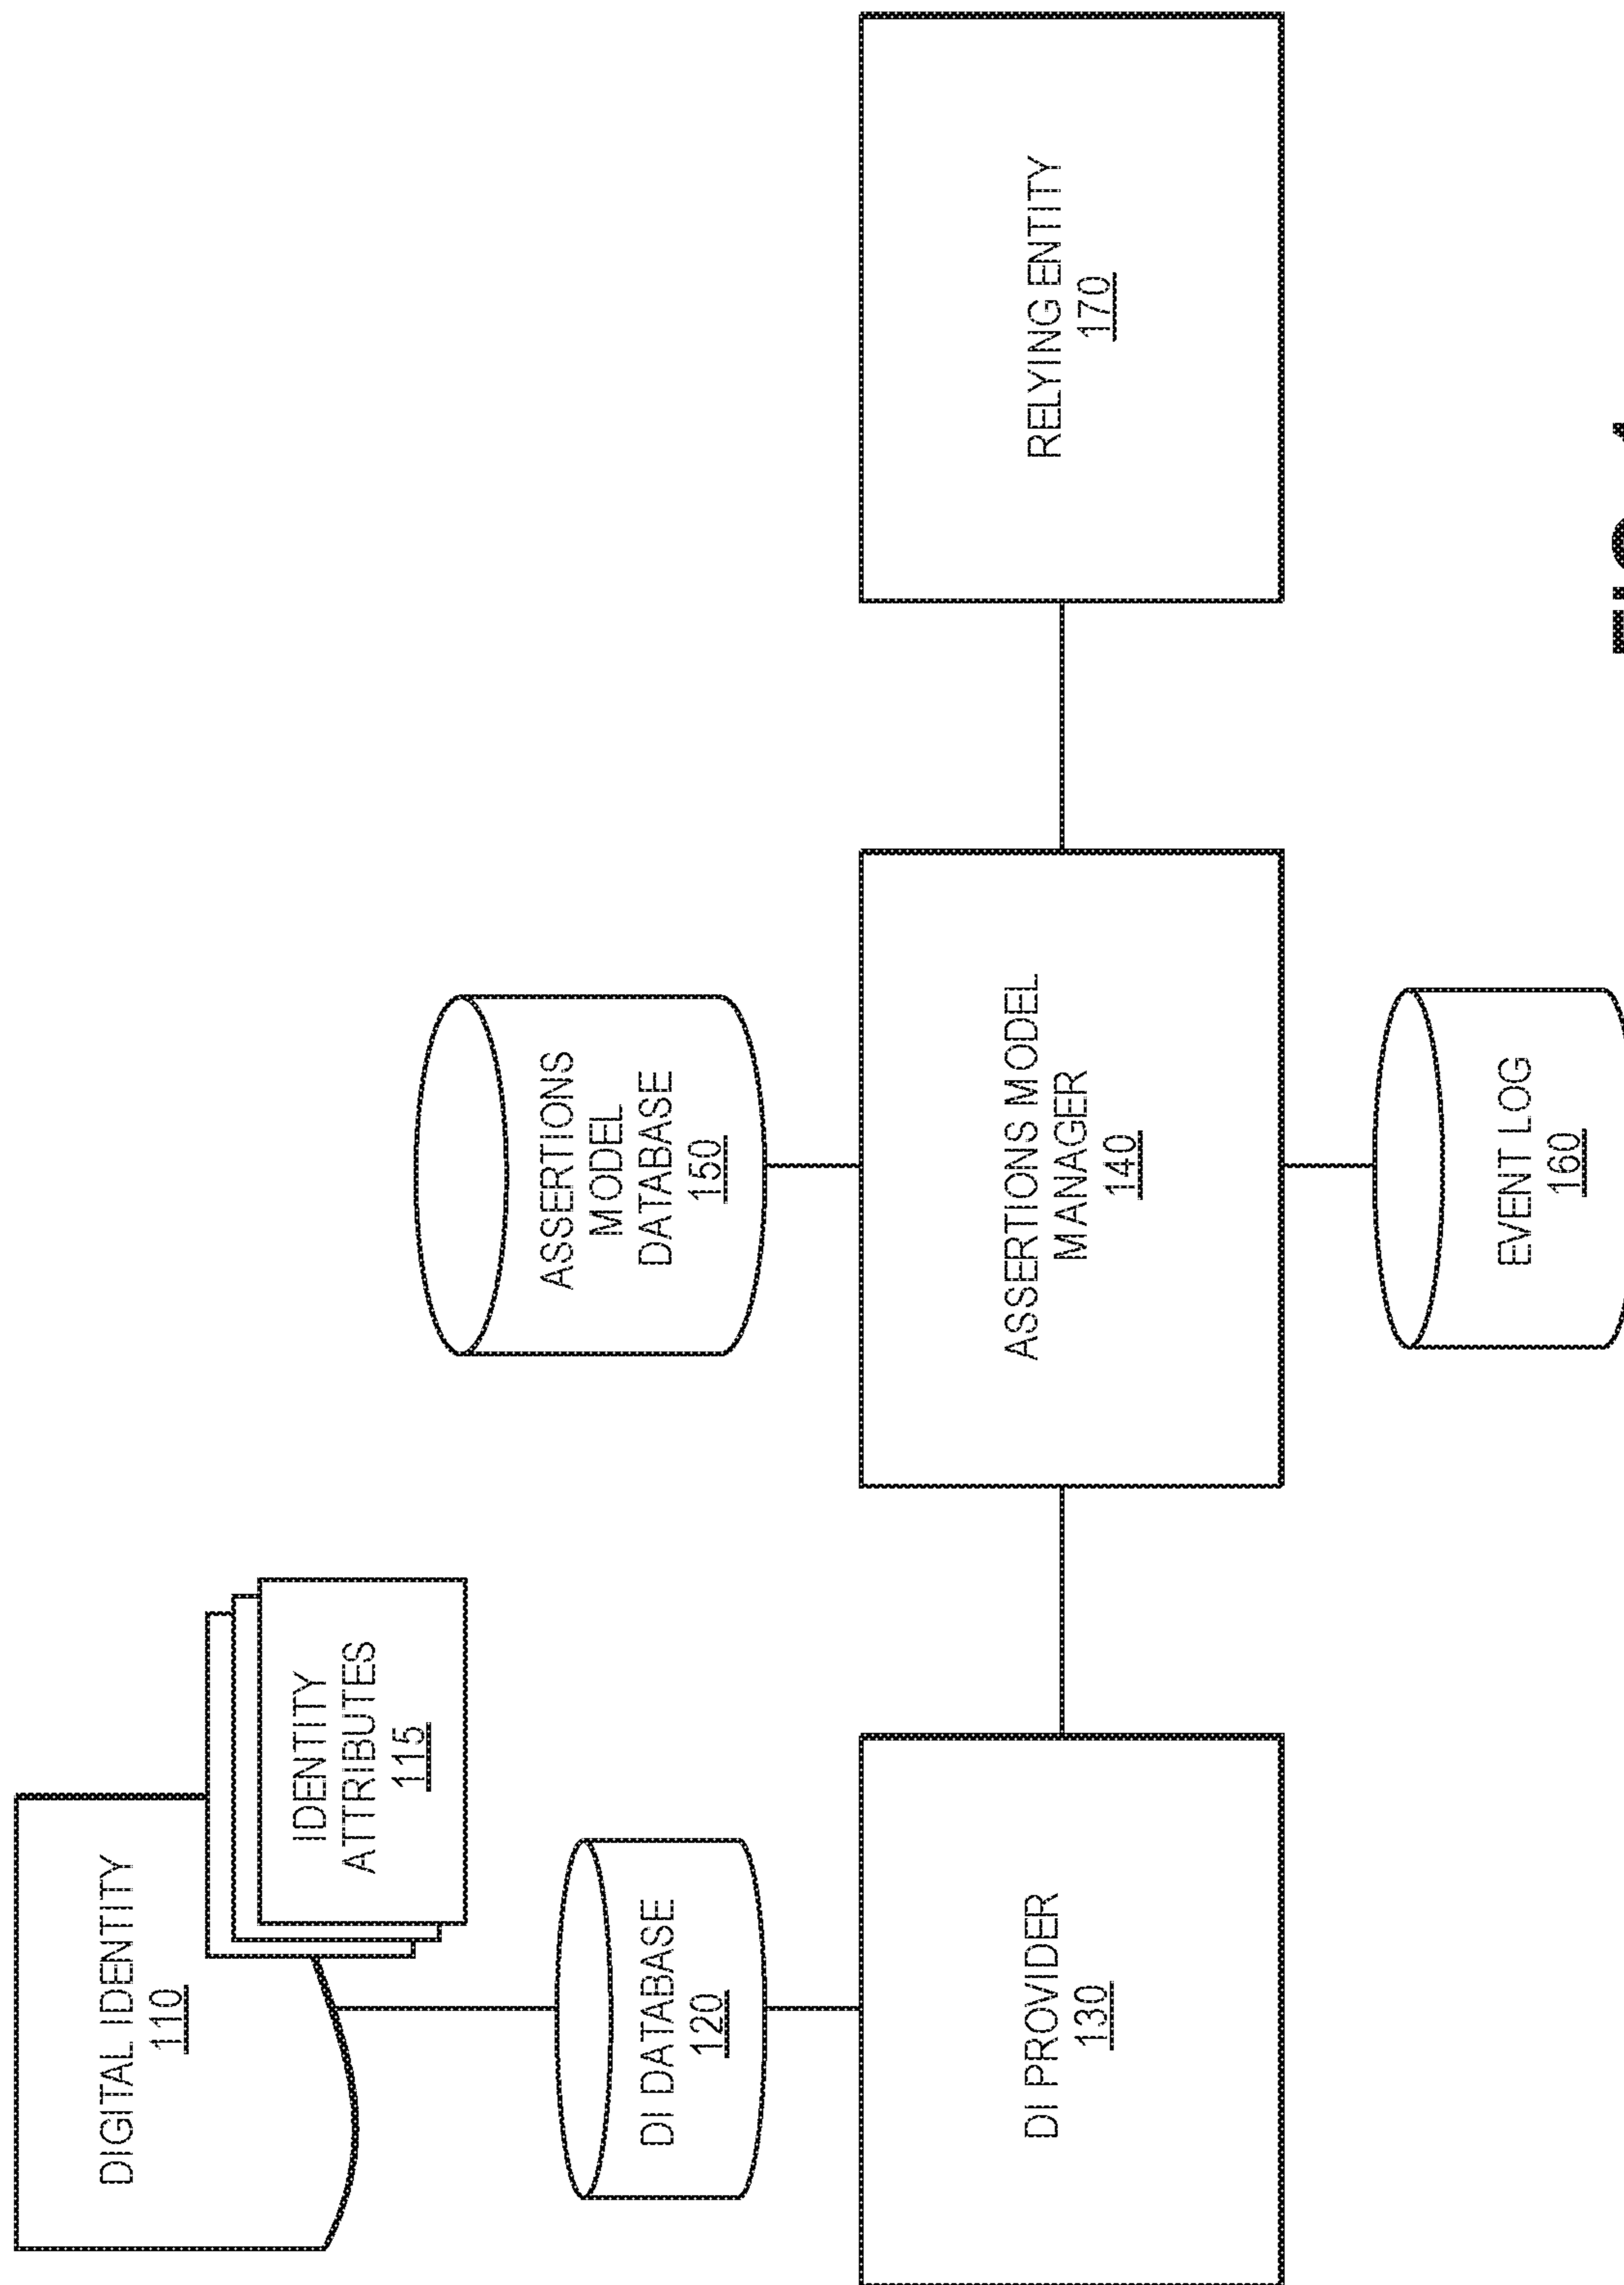 DIGITAL IDENTITY
110
IDENTITY
ATTRIBUTES
115
DI DATABASE
120
DI PROVIDER
130
ASSERTIONS
MODEL
DATABASE
150
ASSERTIONS MODEL
MANAGER
140
EVENT LOG
160
RELYING ENTITY
170